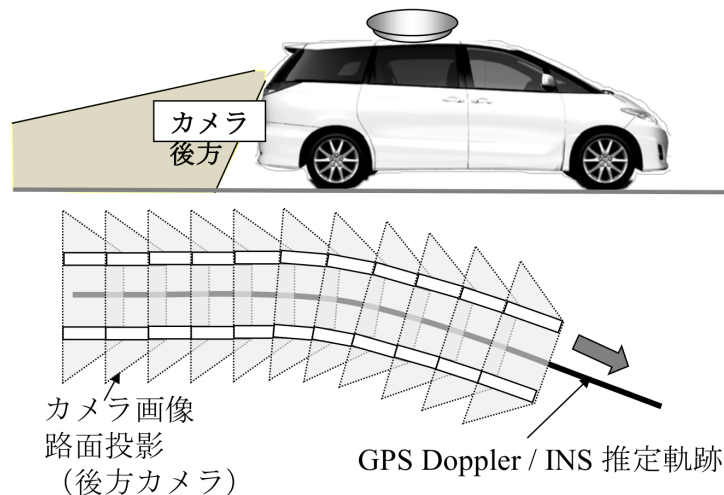 カメラ
後方
カメラ画像
路面投影
（後方カメラ）
GPS Doppler / INS 推定軌跡